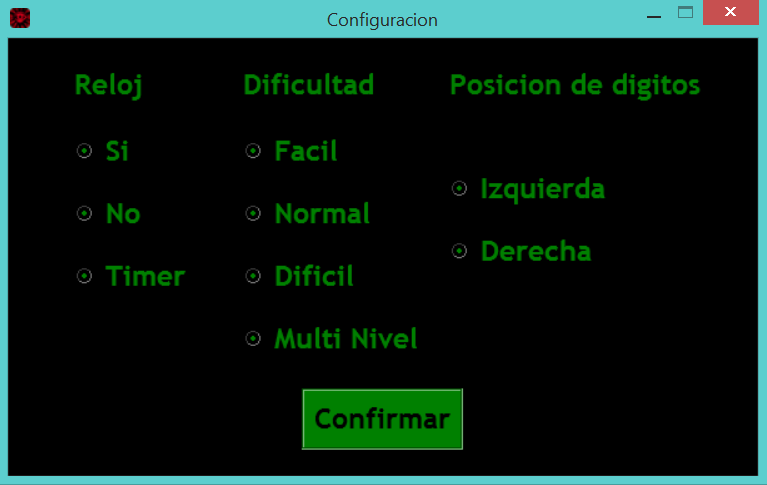 Configuracion
Reloj
Si
No
Timer
Dificultad
Facil
Normal
Dificil
Multi Nivel
Posicion de digitos
Izquierda
Derecha
Confirmar